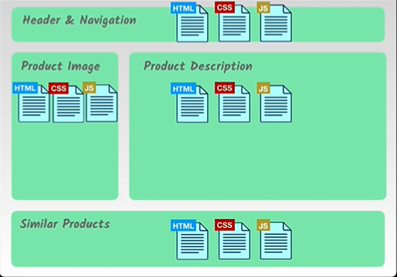 HTML CSS JS
Header & Navigation
Product Image
Product Description
HTML CSS JS
HTML CSS JS
Similar Products
HTML CSS JS